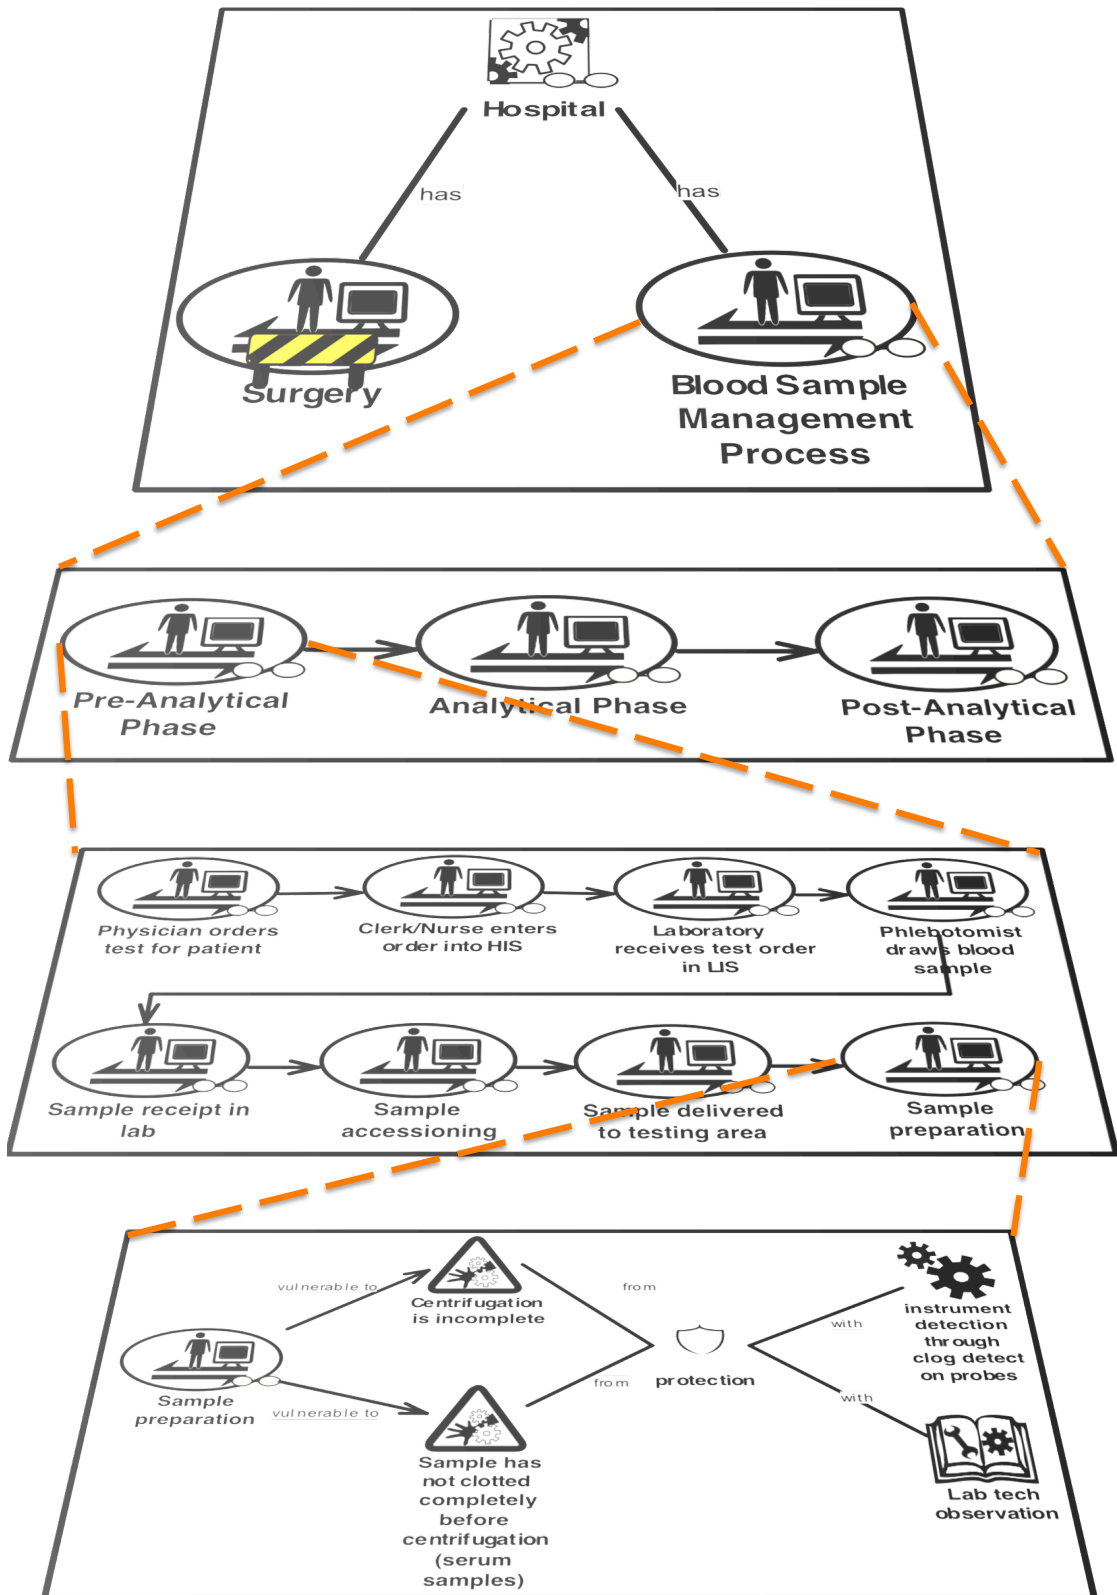 Hospital
has
has
Surgery
Blood Sample
Management
Process
Pre-Analytical
Phase
Analytical Phase
Post-Analytical
Phase
Physician orders
test for patient
Clerk/Nurse enters
order into HIS
Laboratory
receives test order
in LIS
Phlebotomist
draws blood
sample
Sample receipt in
lab
Sample
accessioning
Sample delivered
to testing area
Sample
preparation
Sample
preparation
vulnerable to
vulnerable to
Centrifugation
is incomplete
Sample has
not clotted
completely
before
centrifugation
(serum
samples)
from
from
protection
with
with
instrument
detection
through
clog detect
on probes
Lab tech
observation